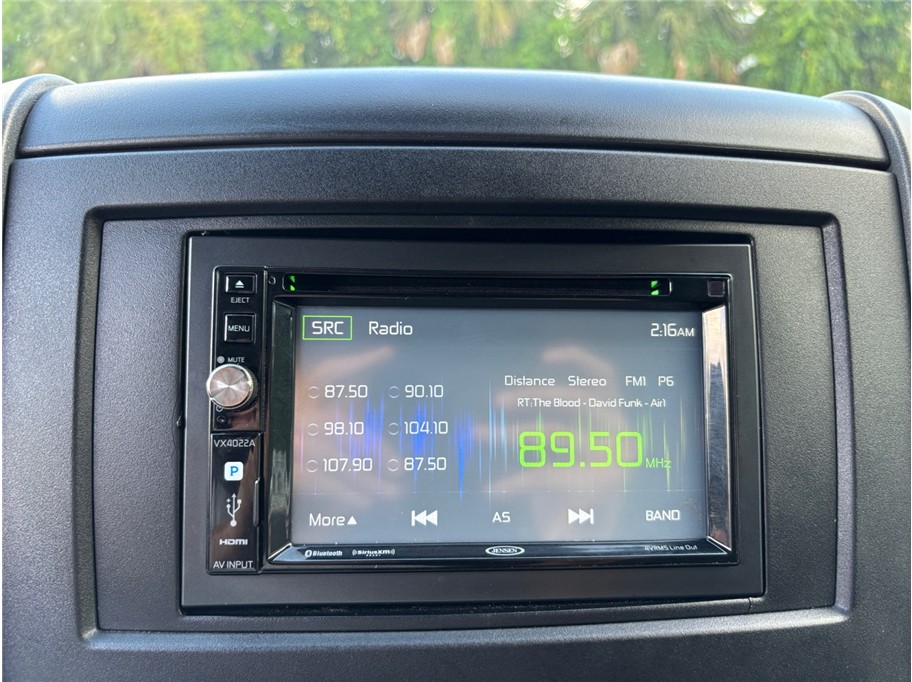 EJECT
MENU
MUTE
VX4022A
P
HDMI
AV INPUT
SRC Radio 2:16AM
Distance Stereo FM1 P6
RT:The Blood - David Funk - Air1
87.50 90.10
98.10 104.10
107.90 87.50
89.50 MHz
More AS BAND
Bluetooth SiriusXM JENSEN 4VRMS Line Out